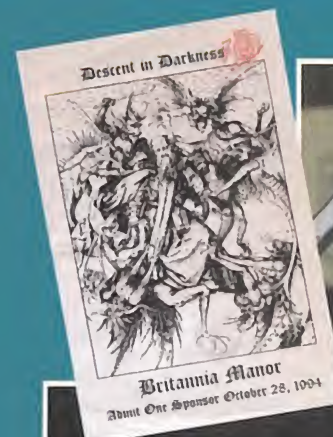 Descent in Darkness
Britannia Manor
Admit One Sponsor October 28, 1994